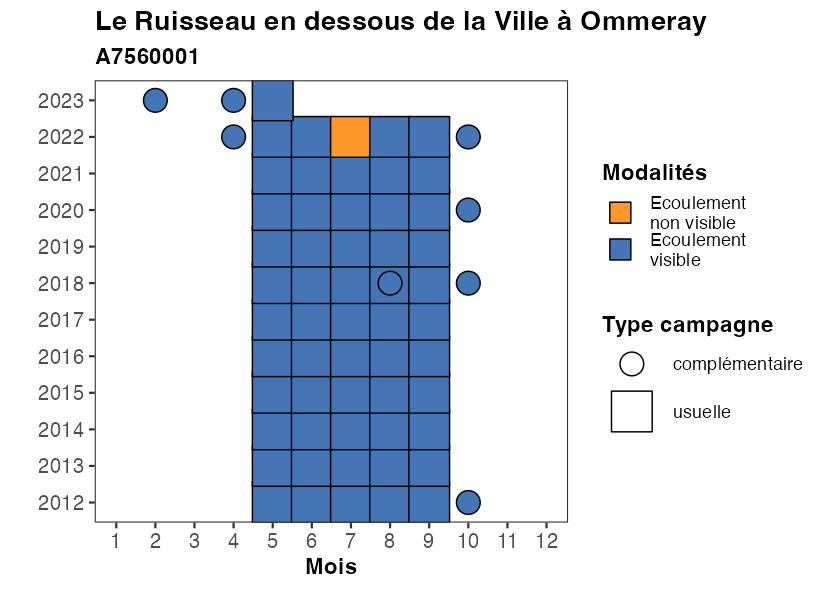 Le Ruisseau en dessous de la Ville à Ommeray
A7560001
2023
2022
2021
2020
2019
2018
2017
2016
2015
2014
2013
2012
1 2 3 4 5 6 7 8 9 10 11 12
Mois
Modalités
Ecoulement
non visible
Ecoulement
visible
Type campagne
complémentaire
usuelle